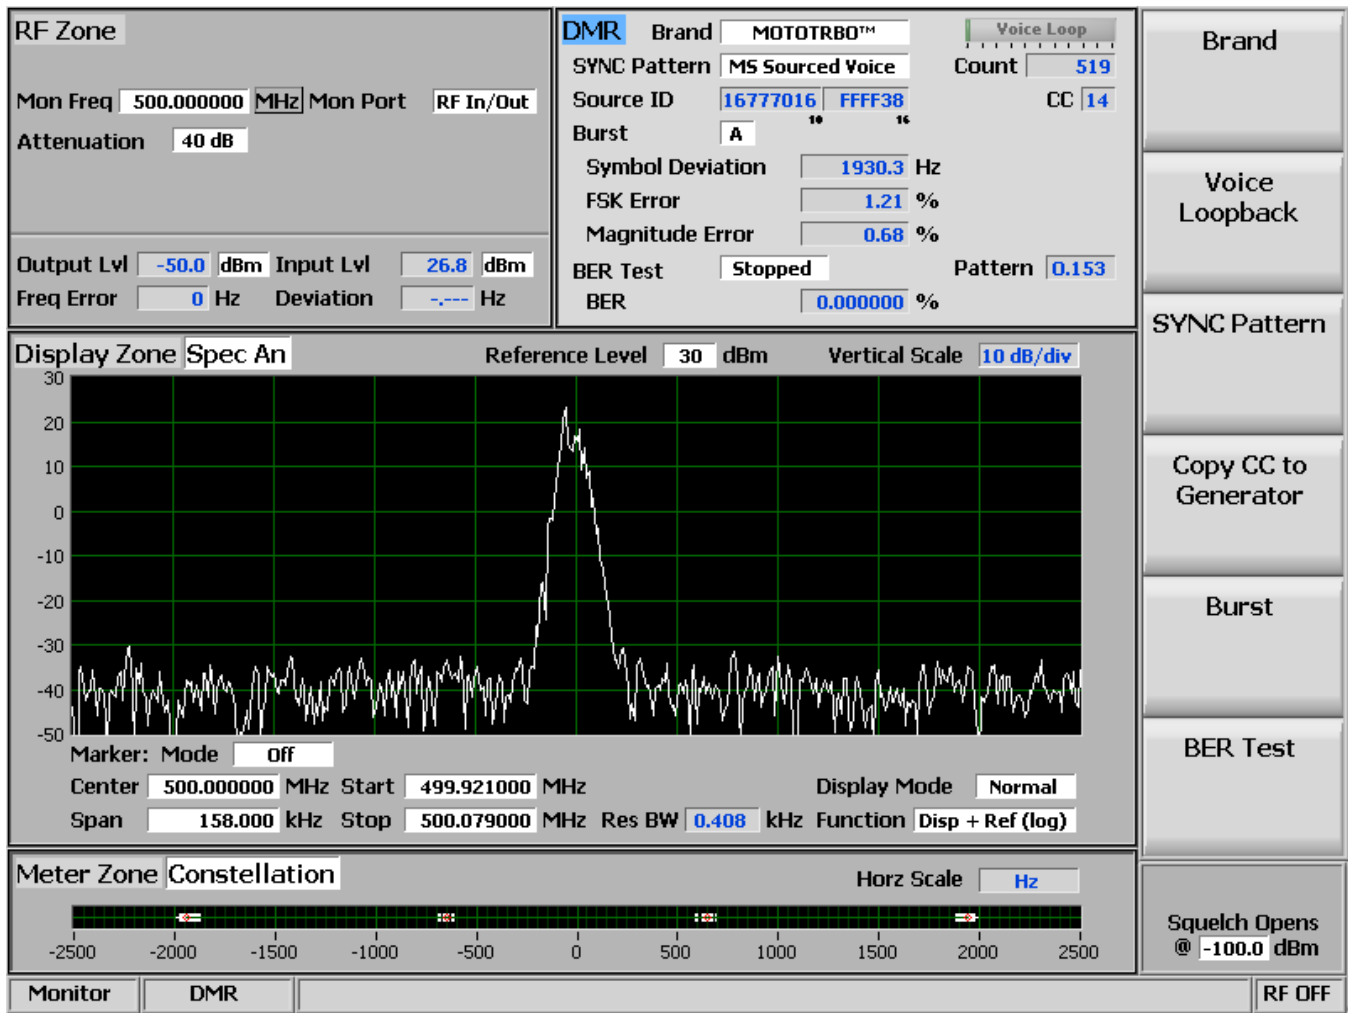 RF Zone
Mon Freq 500.000000 MHz Mon Port RF In/Out
Attenuation 40 dB
Output Lvl -50.0 dBm Input Lvl 26.8 dBm
Freq Error 0 Hz Deviation -.--- Hz
DMR Brand MOTOTRBO™ Voice Loop
SYNC Pattern MS Sourced Voice Count 519
Source ID 16777016 FFFF38 CC 14
10 16
Burst A
Symbol Deviation 1930.3 Hz
FSK Error 1.21 %
Magnitude Error 0.68 %
BER Test Stopped Pattern 0.153
BER 0.000000 %
Display Zone Spec An Reference Level 30 dBm Vertical Scale 10 dB/div
30
20
10
0
-10
-20
-30
-40
-50
Marker: Mode Off
Center 500.000000 MHz Start 499.921000 MHz Display Mode Normal
Span 158.000 kHz Stop 500.079000 MHz Res BW 0.408 kHz Function Disp + Ref (log)
Meter Zone Constellation Horz Scale Hz
-2500 -2000 -1500 -1000 -500 0 500 1000 1500 2000 2500
Monitor DMR RF OFF
Brand
Voice
Loopback
SYNC Pattern
Copy CC to
Generator
Burst
BER Test
Squelch Opens
@ -100.0 dBm